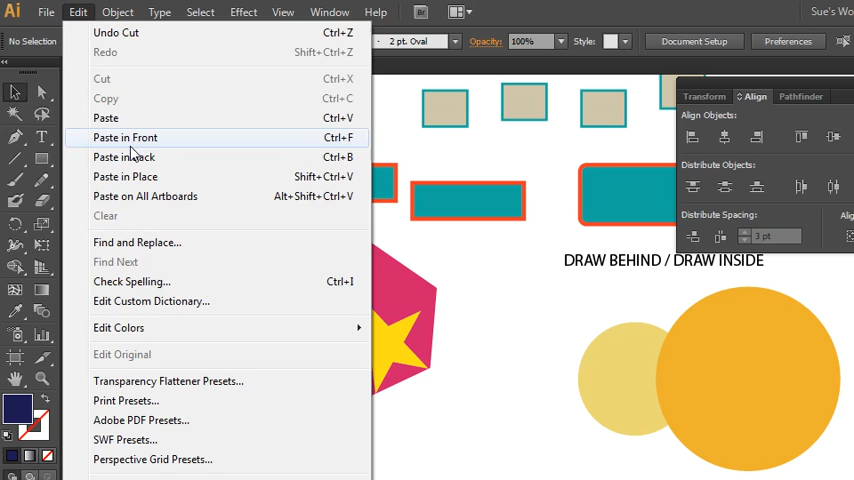 Ai File Edit Object Type Select Effect View Window Help Br Sue's Wo
No Selection 2 pt. Oval Opacity: 100% Style: Document Setup Preferences
Undo Cut Ctrl+Z
Redo Shift+Ctrl+Z
Cut Ctrl+X
Copy Ctrl+C
Paste Ctrl+V
Paste in Front Ctrl+F
Paste in Back Ctrl+B
Paste in Place Shift+Ctrl+V
Paste on All Artboards Alt+Shift+Ctrl+V
Clear
Find and Replace...
Find Next
Check Spelling... Ctrl+I
Edit Custom Dictionary...
Edit Colors
Edit Original
Transparency Flattener Presets...
Print Presets...
Adobe PDF Presets...
SWF Presets...
Perspective Grid Presets...
Transform Align Pathfinder
Align Objects:
Distribute Objects:
Distribute Spacing: Alig
3 pt
DRAW BEHIND / DRAW INSIDE